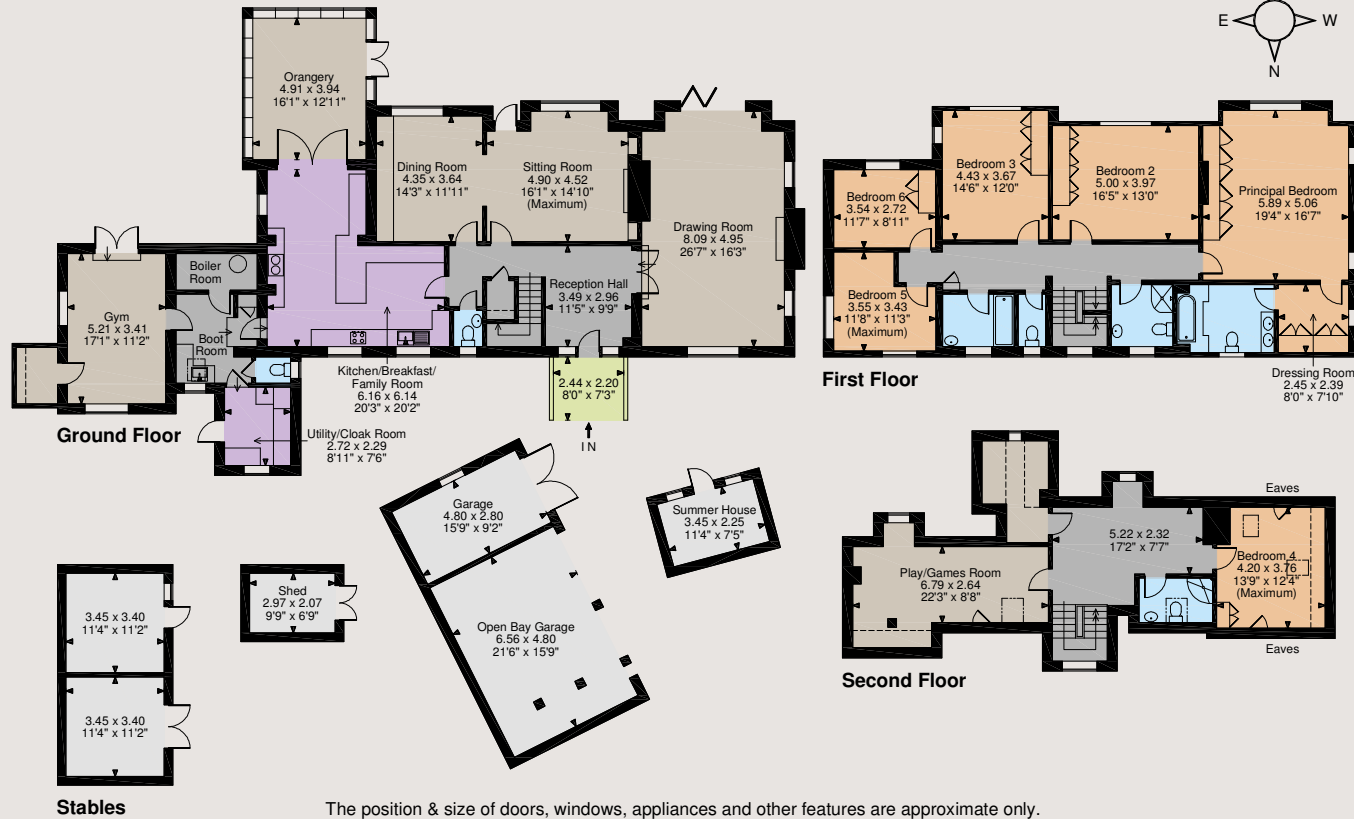 E
W
N
Orangery
4.91 x 3.94
16'1" x 12'11"
Dining Room
4.35 x 3.64
14'3" x 11'11"
Sitting Room
4.90 x 4.52
16'1" x 14'10"
(Maximum)
Drawing Room
8.09 x 4.95
26'7" x 16'3"
Boiler
Room
Gym
5.21 x 3.41
17'1" x 11'2"
Boot
Room
Reception Hall
3.49 x 2.96
11'5" x 9'9"
Kitchen/Breakfast/
Family Room
6.16 x 6.14
20'3" x 20'2"
2.44 x 2.20
8'0" x 7'3"
IN
Utility/Cloak Room
2.72 x 2.29
8'11" x 7'6"
Ground Floor
Bedroom 3
4.43 x 3.67
14'6" x 12'0"
Bedroom 2
5.00 x 3.97
16'5" x 13'0"
Principal Bedroom
5.89 x 5.06
19'4" x 16'7"
Bedroom 6
3.54 x 2.72
11'7" x 8'11"
Bedroom 5
3.55 x 3.43
11'8" x 11'3"
(Maximum)
Dressing Room
2.45 x 2.39
8'0" x 7'10"
First Floor
Garage
4.80 x 2.80
15'9" x 9'2"
Summer House
3.45 x 2.25
11'4" x 7'5"
Open Bay Garage
6.56 x 4.80
21'6" x 15'9"
Shed
2.97 x 2.07
9'9" x 6'9"
3.45 x 3.40
11'4" x 11'2"
3.45 x 3.40
11'4" x 11'2"
Stables
Eaves
5.22 x 2.32
17'2" x 7'7"
Bedroom 4
4.20 x 3.76
13'9" x 12'4"
(Maximum)
Play/Games Room
6.79 x 2.64
22'3" x 8'8"
Eaves
Second Floor
The position & size of doors, windows, appliances and other features are approximate only.